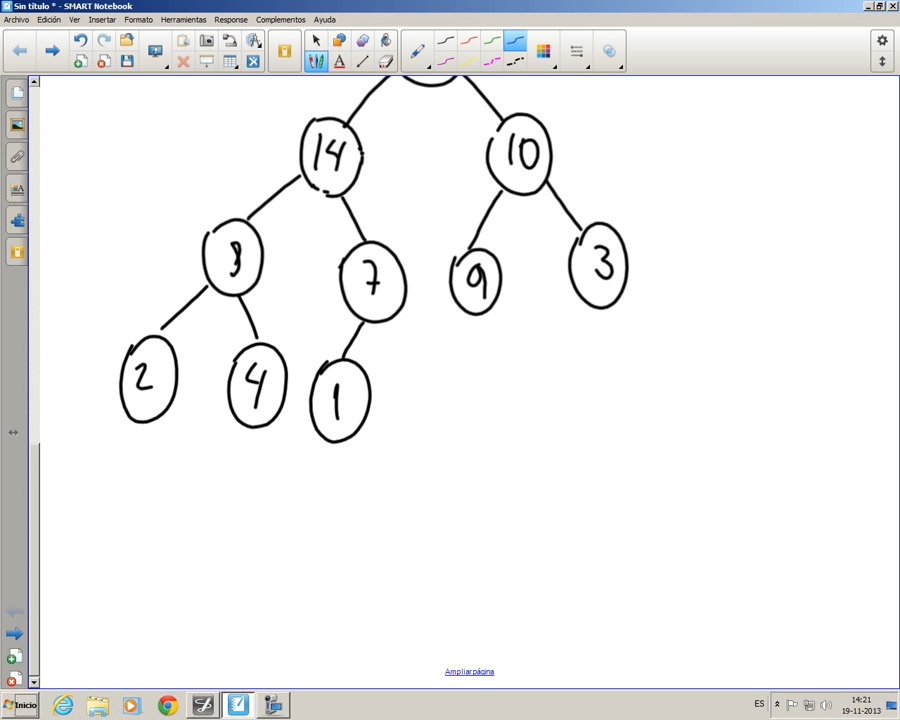 Sin título * - SMART Notebook
Archivo Edición Ver Insertar Formato Herramientas Response Complementos Ayuda
14 10
8 7 9 3
2 4 1
Ampliar página
Inicio ES 14:21
19-11-2013